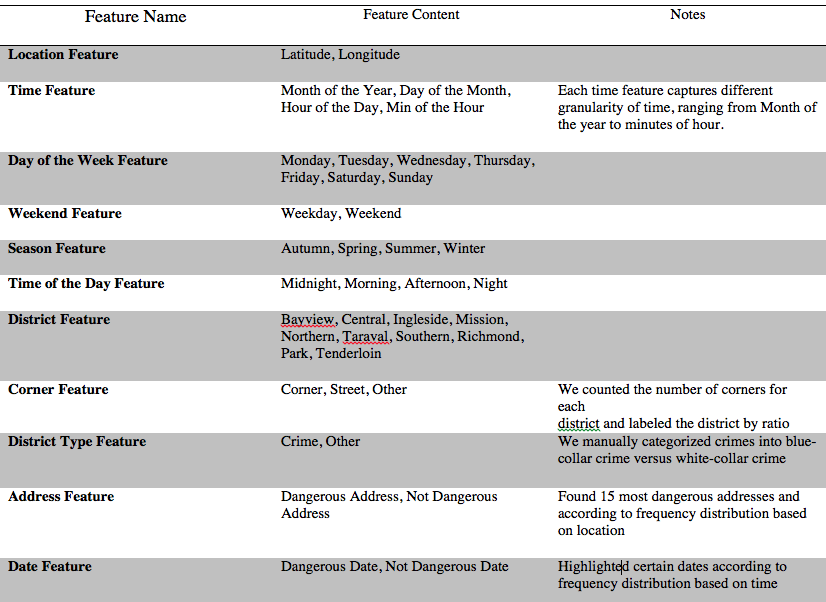 Feature Name Feature Content Notes
Location Feature Latitude, Longitude
Time Feature Month of the Year, Day of the Month, Each time feature captures different
Hour of the Day, Min of the Hour granularity of time, ranging from Month of
the year to minutes of hour.
Day of the Week Feature Monday, Tuesday, Wednesday, Thursday,
Friday, Saturday, Sunday
Weekend Feature Weekday, Weekend
Season Feature Autumn, Spring, Summer, Winter
Time of the Day Feature Midnight, Morning, Afternoon, Night
District Feature Bayview, Central, Ingleside, Mission,
Northern, Taraval, Southern, Richmond,
Park, Tenderloin
Corner Feature Corner, Street, Other We counted the number of corners for
each
district and labeled the district by ratio
District Type Feature Crime, Other We manually categorized crimes into blue-
collar crime versus white-collar crime
Address Feature Dangerous Address, Not Dangerous Found 15 most dangerous addresses and
Address according to frequency distribution based
on location
Date Feature Dangerous Date, Not Dangerous Date Highlighted certain dates according to
frequency distribution based on time